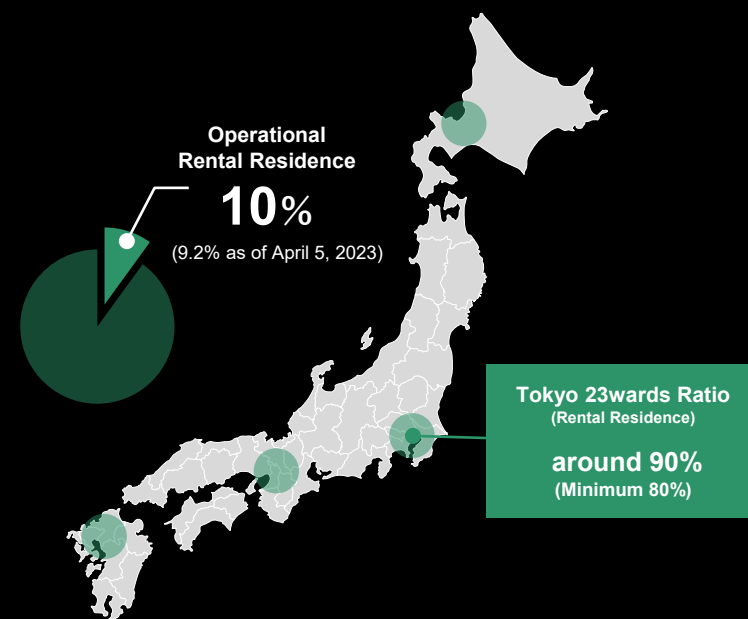 Operational
Rental Residence
10%
(9.2% as of April 5, 2023)
Tokyo 23wards Ratio
(Rental Residence)
around 90%
(Minimum 80%)